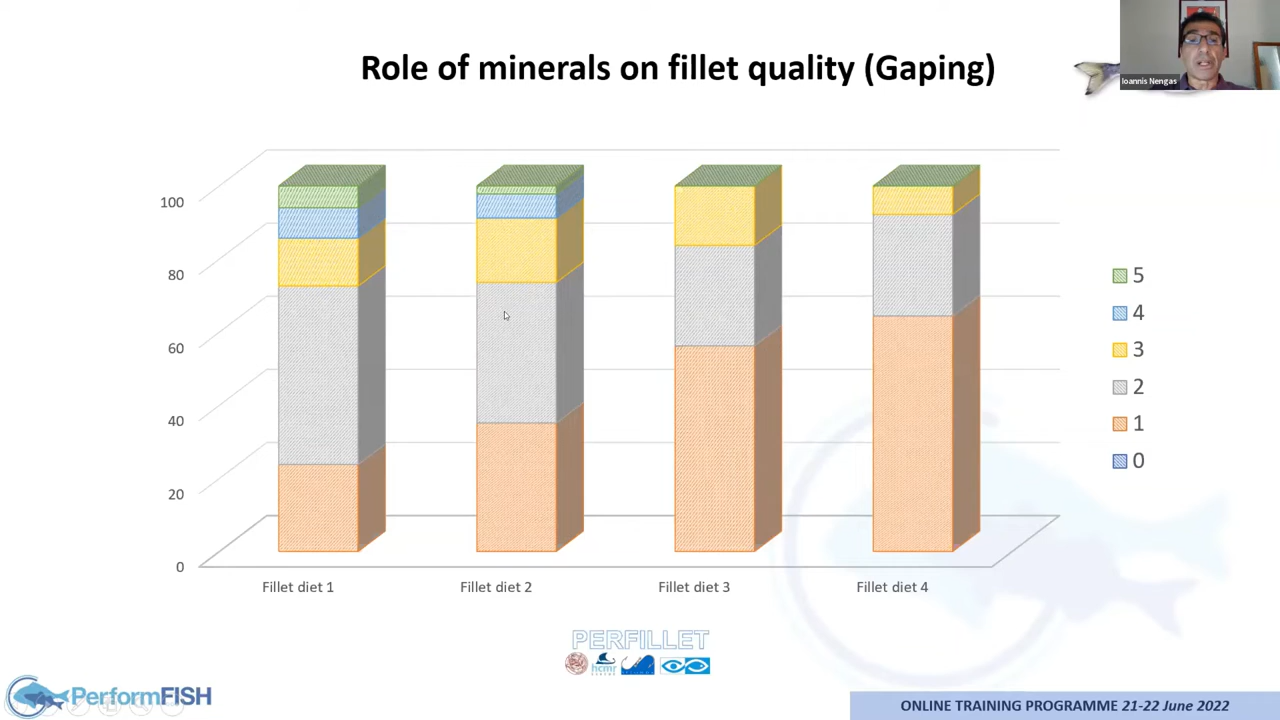 Role of minerals on fillet quality (Gaping)
Ioannis Nengas
100
80
60
40
20
0
5
4
3
2
1
0
Fillet diet 1
Fillet diet 2
Fillet diet 3
Fillet diet 4
PERFILLET
hcmr
PerformFISH
ONLINE TRAINING PROGRAMME 21-22 June 2022